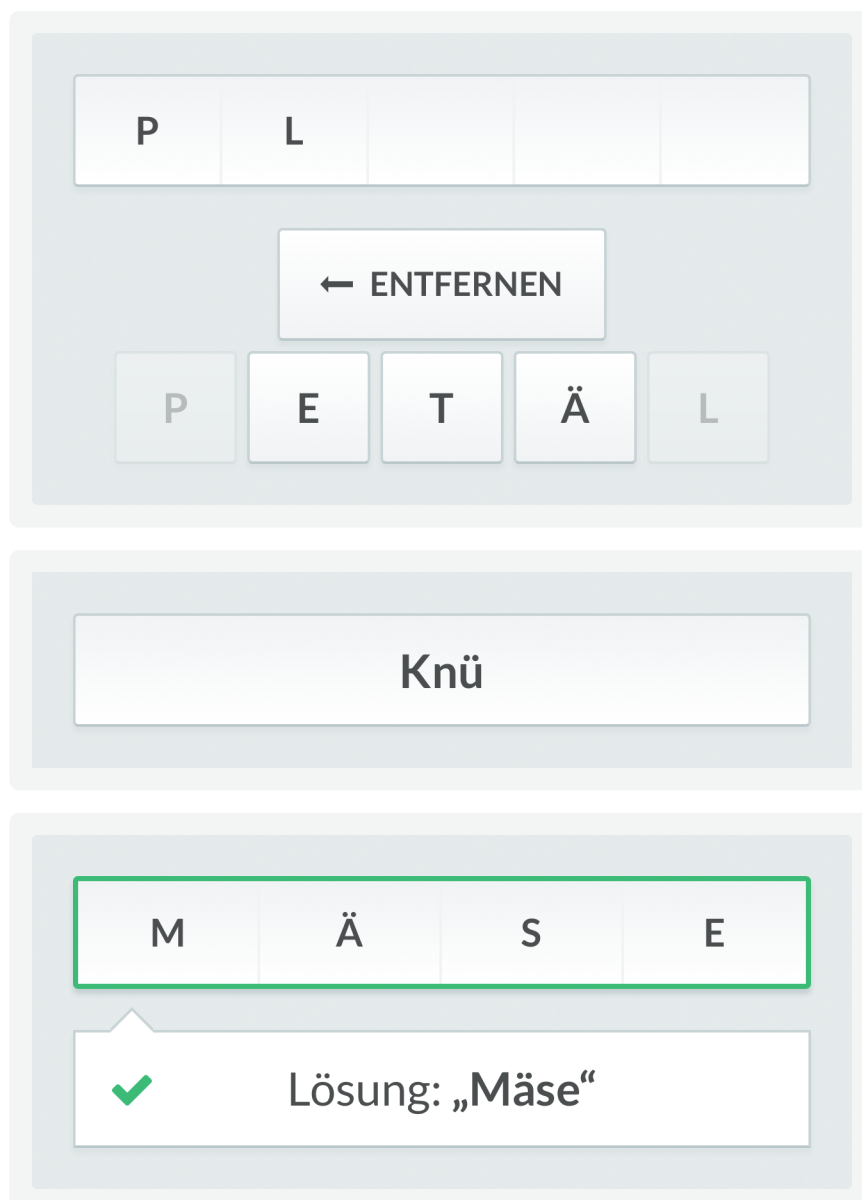 P L
← ENTFERNEN
P E T Ä L
Knü
M Ä S E
Lösung: „Mäse“